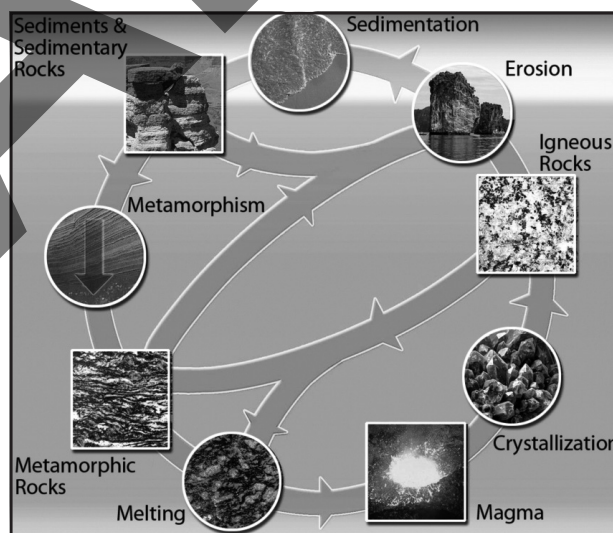 Sediments &
Sedimentary
Rocks
Sedimentation
Erosion
Igneous
Rocks
Metamorphism
Crystallization
Metamorphic
Rocks
Melting
Magma